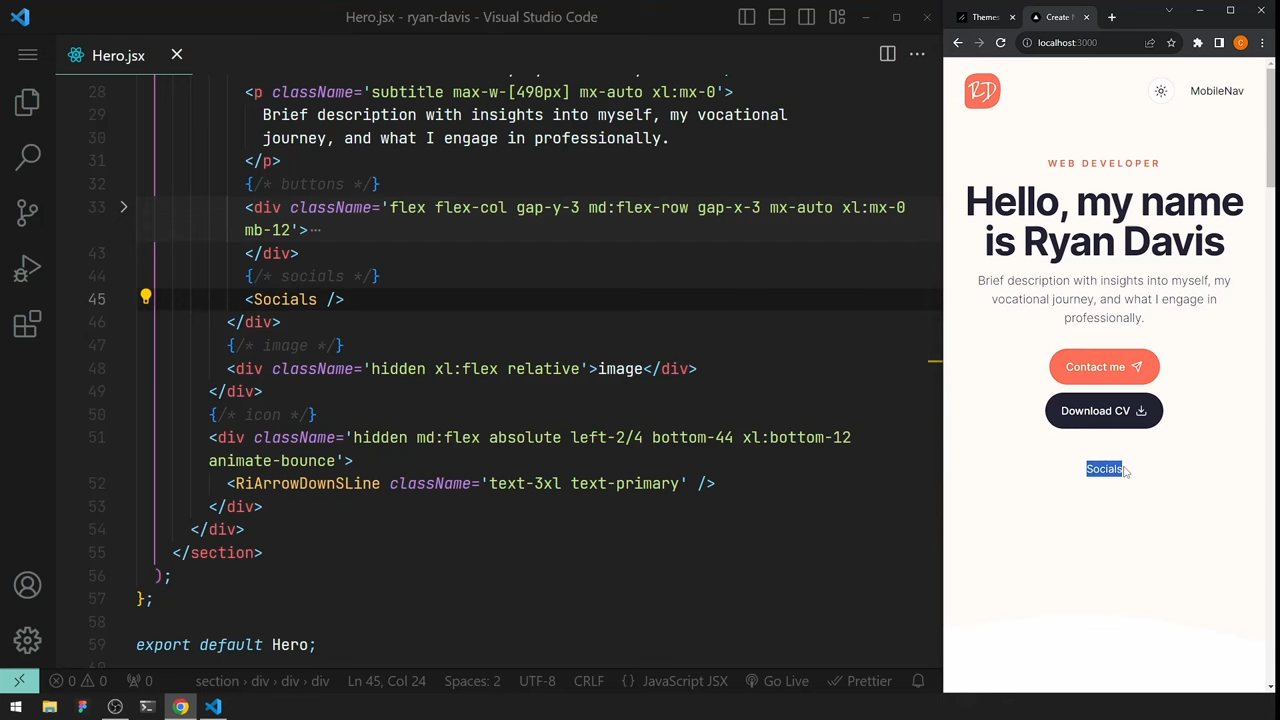 Hero.jsx - ryan-davis - Visual Studio Code
Hero.jsx
28 <p className='subtitle max-w-[490px] mx-auto xl:mx-0'>
29 Brief description with insights into myself, my vocational
30 journey, and what I engage in professionally.
31 </p>
32 {/* buttons */}
33 <div className='flex flex-col gap-y-3 md:flex-row gap-x-3 mx-auto xl:mx-0
mb-12'>…
43 </div>
44 {/* socials */}
45 <Socials />
46 </div>
47 {/* image */}
48 <div className='hidden xl:flex relative'>image</div>
49 </div>
50 {/* icon */}
51 <div className='hidden md:flex absolute left-2/4 bottom-44 xl:bottom-12
animate-bounce'>
52 <RiArrowDownSLine className='text-3xl text-primary' />
53 </div>
54 </div>
55 </section>
56 );
57 };
58
59 export default Hero;
0 0 0 section > div > div > div Ln 45, Col 24 Spaces: 2 UTF-8 CRLF {} JavaScript JSX Go Live Prettier
Themes
Create
localhost:3000
C
RD
MobileNav
WEB DEVELOPER
Hello, my name
is Ryan Davis
Brief description with insights into myself, my
vocational journey, and what I engage in
professionally.
Contact me
Download CV
Socials